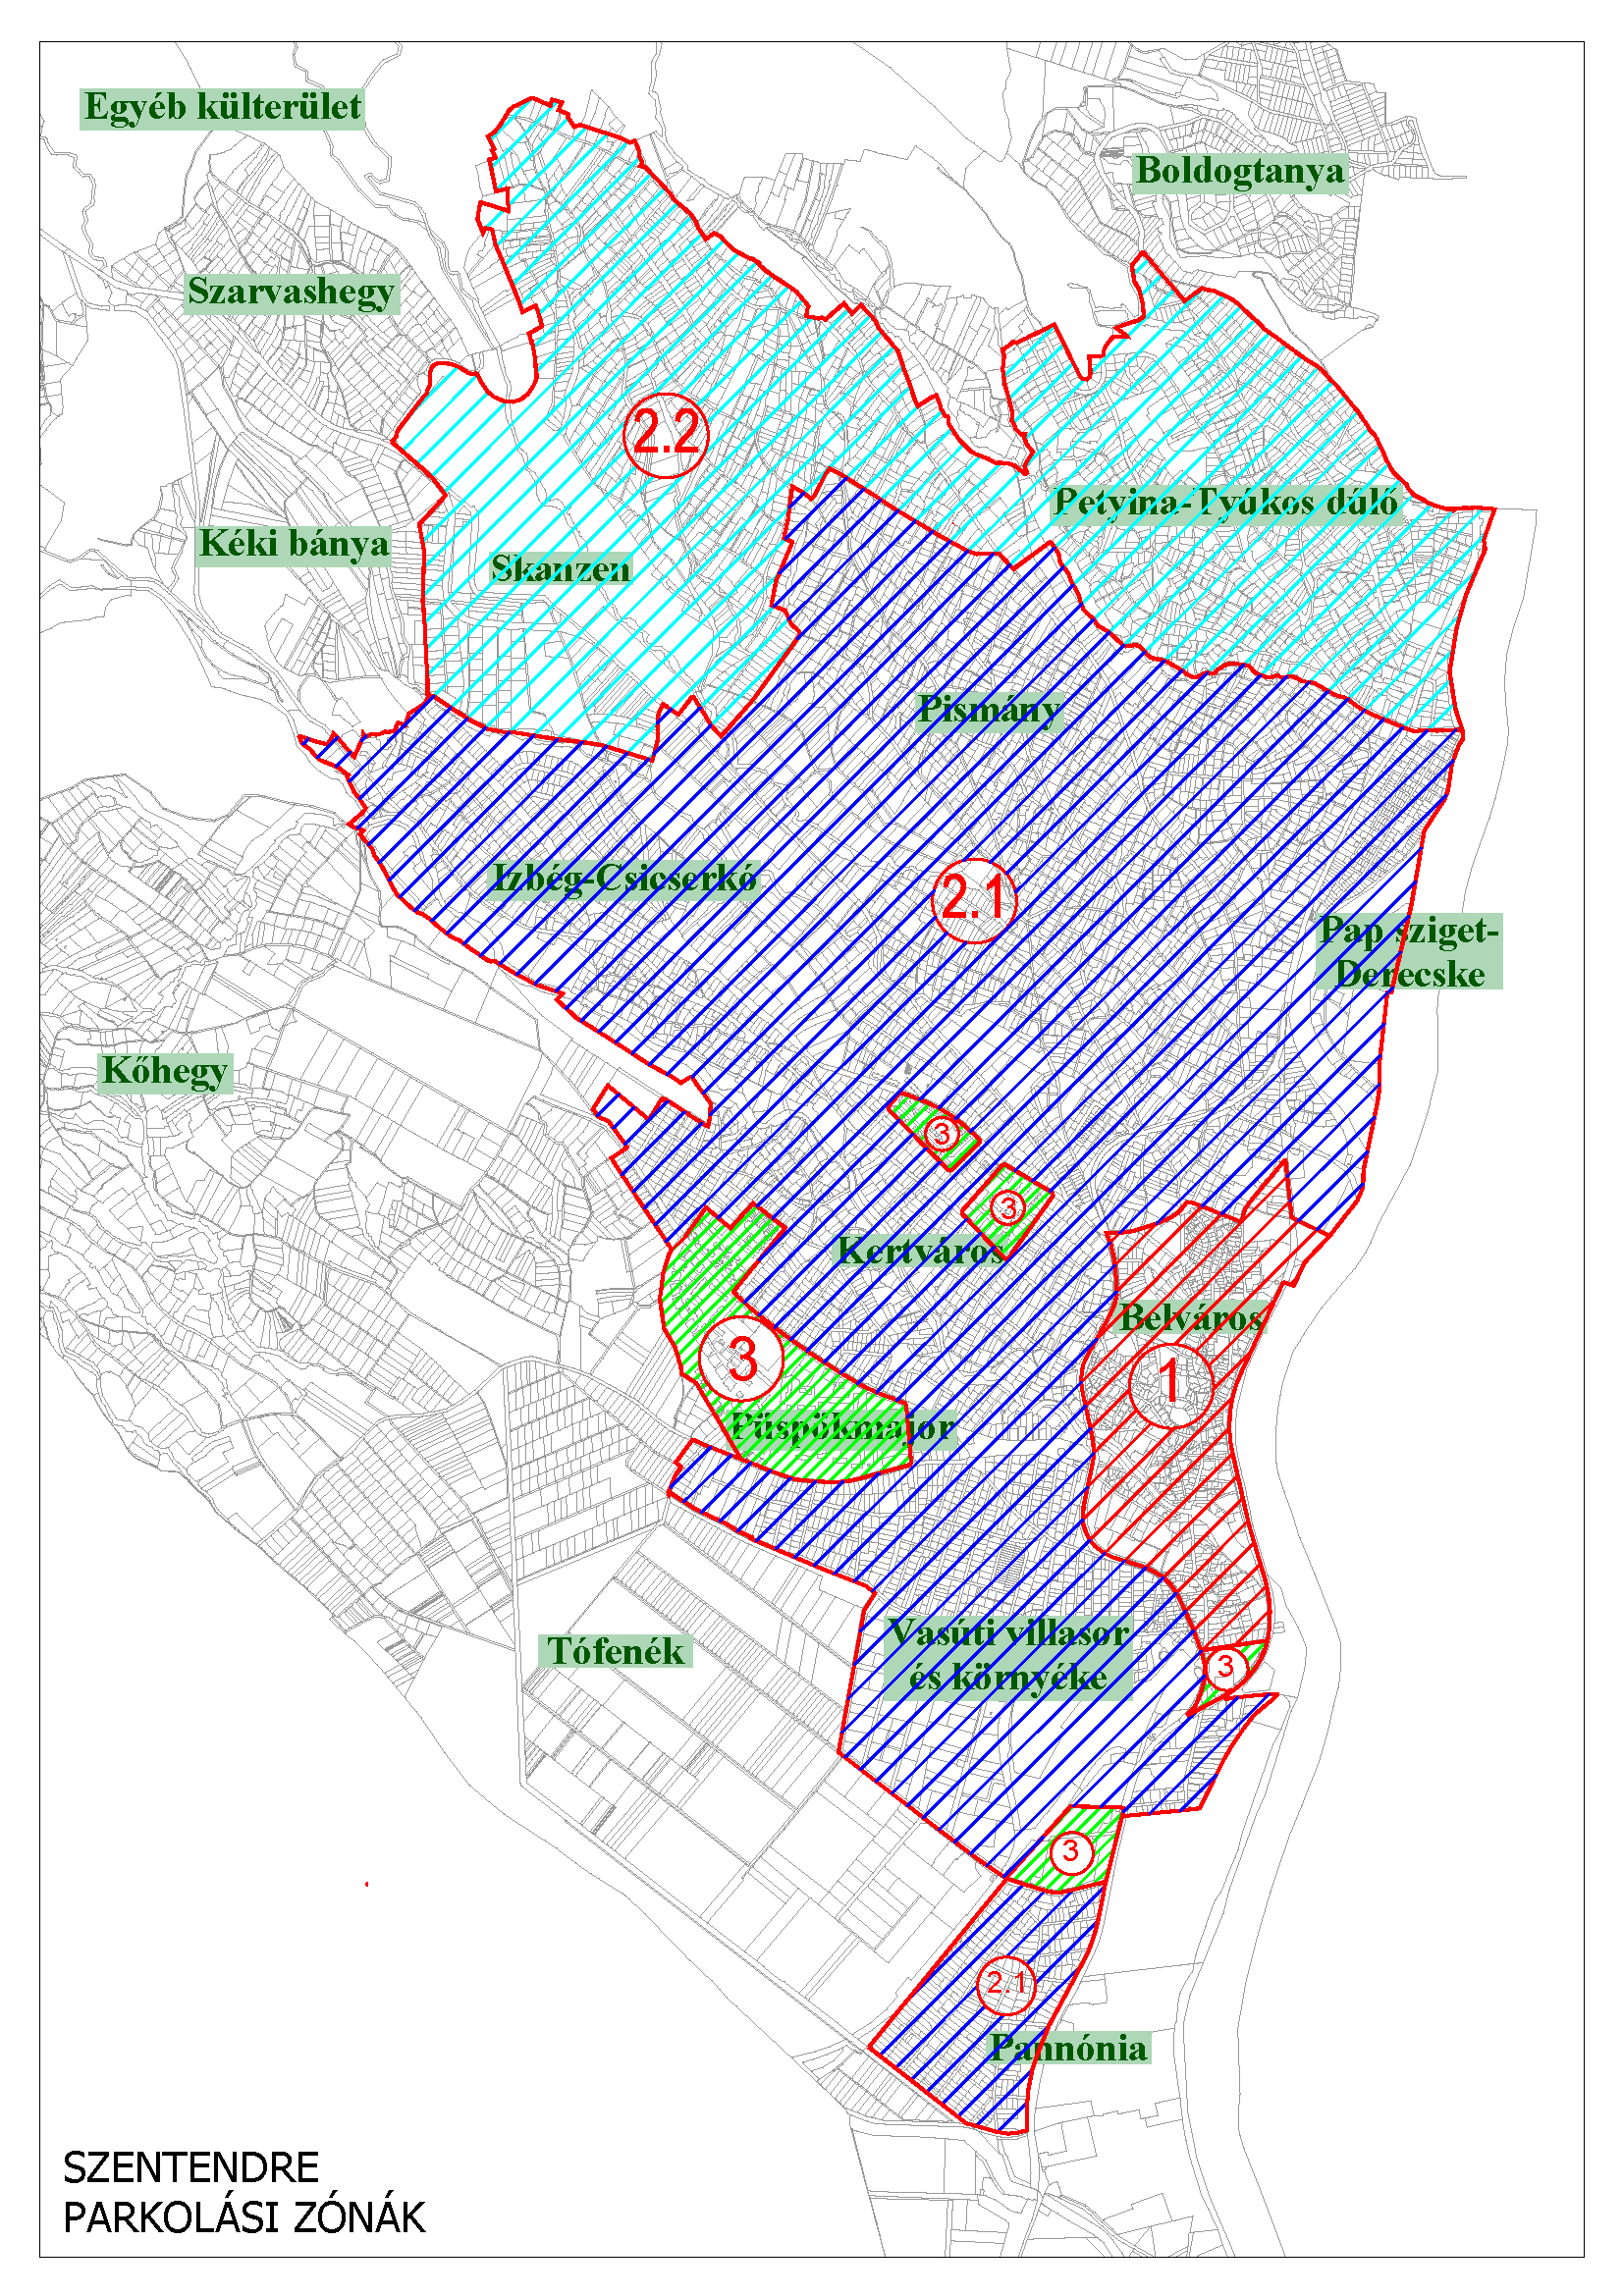 Egyéb külterület
Boldogtanya
Szarvashegy
2.2
Petyina-Tyúkos dűlő
Kéki bánya
Skanzen
Pismány
Izbég-Csicserkó
2.1
Pap sziget-
Derecske
Kőhegy
3
3
Kertváros
Belváros
3
1
Püspökmajor
Vasúti villasor
és környéke
Tófenék
3
3
2.1
Pannónia
SZENTENDRE
PARKOLÁSI ZÓNÁK